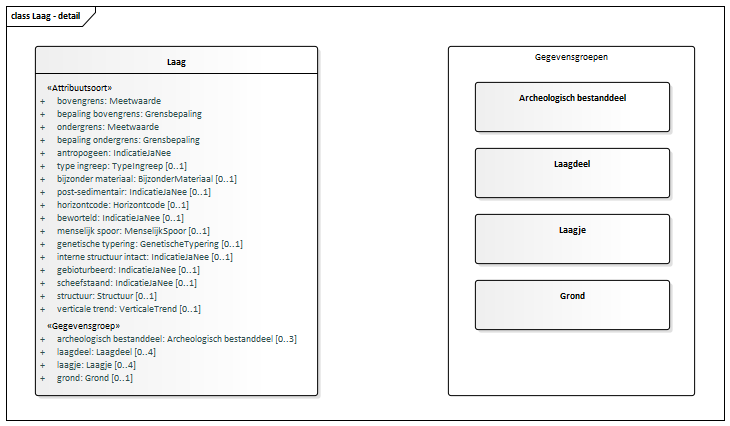 class Laag - detail
Laag
«Attribuutsoort»
+ bovengrens: Meetwaarde
+ bepaling bovengrens: Grensbepaling
+ ondergrens: Meetwaarde
+ bepaling ondergrens: Grensbepaling
+ antropogeen: IndicatieJaNee
+ type ingreep: TypeIngreep [0..1]
+ bijzonder materiaal: BijzonderMateriaal [0..1]
+ post-sedimentair: IndicatieJaNee [0..1]
+ horizontcode: Horizontcode [0..1]
+ beworteld: IndicatieJaNee [0..1]
+ menselijk spoor: MenselijkSpoor [0..1]
+ genetische typering: GenetischeTypering [0..1]
+ interne structuur intact: IndicatieJaNee [0..1]
+ gebioturbeerd: IndicatieJaNee [0..1]
+ scheefstaand: IndicatieJaNee [0..1]
+ structuur: Structuur [0..1]
+ verticale trend: VerticaleTrend [0..1]
«Gegevensgroep»
+ archeologisch bestanddeel: Archeologisch bestanddeel [0..3]
+ laagdeel: Laagdeel [0..4]
+ laagje: Laagje [0..4]
+ grond: Grond [0..1]
Gegevensgroepen
Archeologisch bestanddeel
Laagdeel
Laagje
Grond